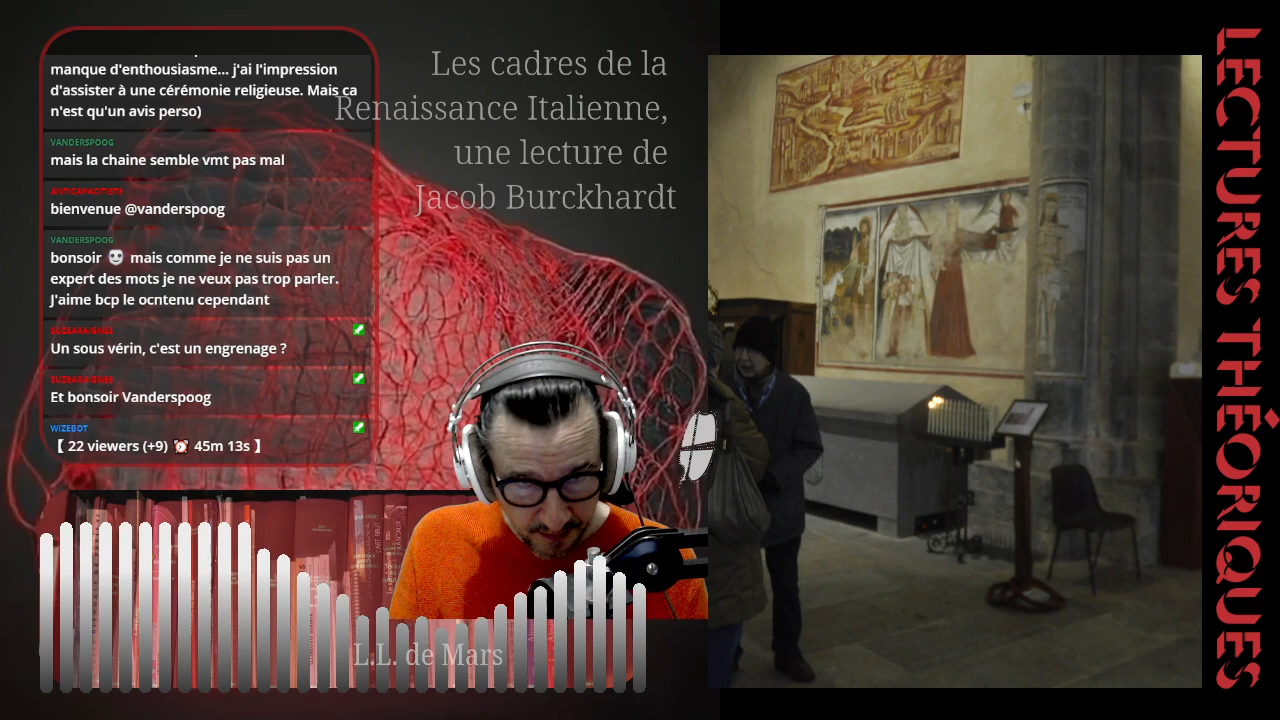 manque d'enthousiasme... j'ai l'impression
d'assister à une cérémonie religieuse. Mais ça
n'est qu'un avis perso)
VANDERSPOOG
mais la chaine semble vmt pas mal
ANTICAPACITISTE
bienvenue @vanderspoog
VANDERSPOOG
bonsoir mais comme je ne suis pas un
expert des mots je ne veux pas trop parler.
J'aime bcp le ocntenu cependant
SUZEARAIGNEE
Un sous vérin, c'est un engrenage ?
SUZEARAIGNEE
Et bonsoir Vanderspoog
WIZEBOT
【 22 viewers (+9) ⏰ 45m 13s 】
Les cadres de la
Renaissance Italienne,
une lecture de
Jacob Burckhardt
L.L. de Mars
LECTURES THÉORIQUES